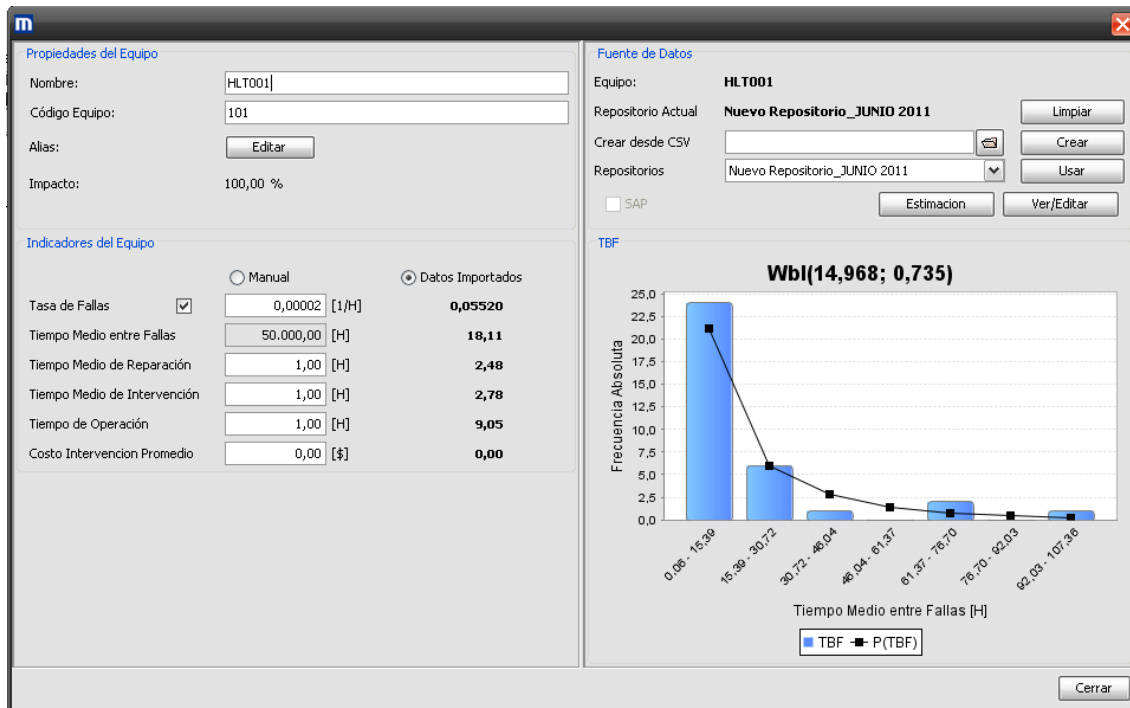 m
Propiedades del Equipo
Nombre: HLT001
Código Equipo: 101
Alias: Editar
Impacto: 100,00 %
Indicadores del Equipo
Manual Datos Importados
Tasa de Fallas 0,00002 [1/H] 0,05520
Tiempo Medio entre Fallas 50.000,00 [H] 18,11
Tiempo Medio de Reparación 1,00 [H] 2,48
Tiempo Medio de Intervención 1,00 [H] 2,78
Tiempo de Operación 1,00 [H] 9,05
Costo Intervencion Promedio 0,00 [$] 0,00
Fuente de Datos
Equipo: HLT001
Repositorio Actual Nuevo Repositorio_JUNIO 2011 Limpiar
Crear desde CSV Crear
Repositorios Nuevo Repositorio_JUNIO 2011 Usar
SAP Estimacion Ver/Editar
TBF
Wbl(14,968; 0,735)
Frecuencia Absoluta
25,0
22,5
20,0
17,5
15,0
12,5
10,0
7,5
5,0
2,5
0,0
0,06 - 15,39
15,39 - 30,72
30,72 - 46,04
46,04 - 61,37
61,37 - 76,70
76,70 - 92,03
92,03 - 107,36
Tiempo Medio entre Fallas [H]
TBF P(TBF)
Cerrar